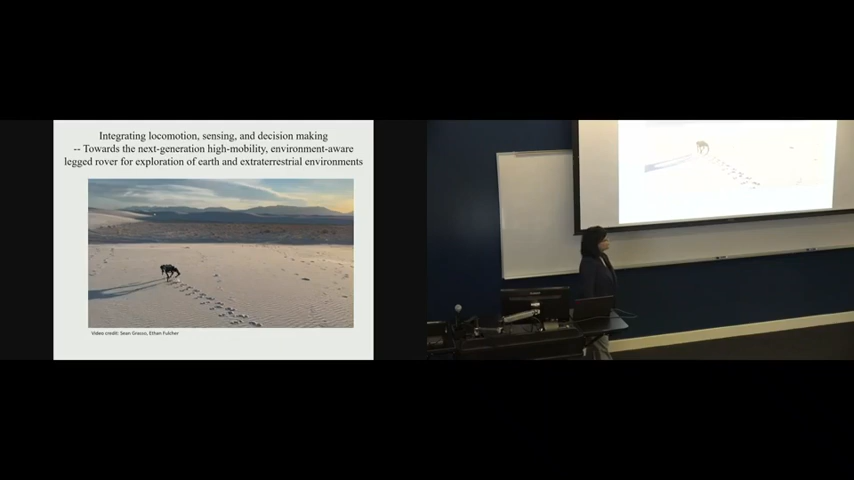 Integrating locomotion, sensing, and decision making
-- Towards the next-generation high-mobility, environment-aware
legged rover for exploration of earth and extraterrestrial environments
Video credit: Sean Grasso, Ethan Fulcher